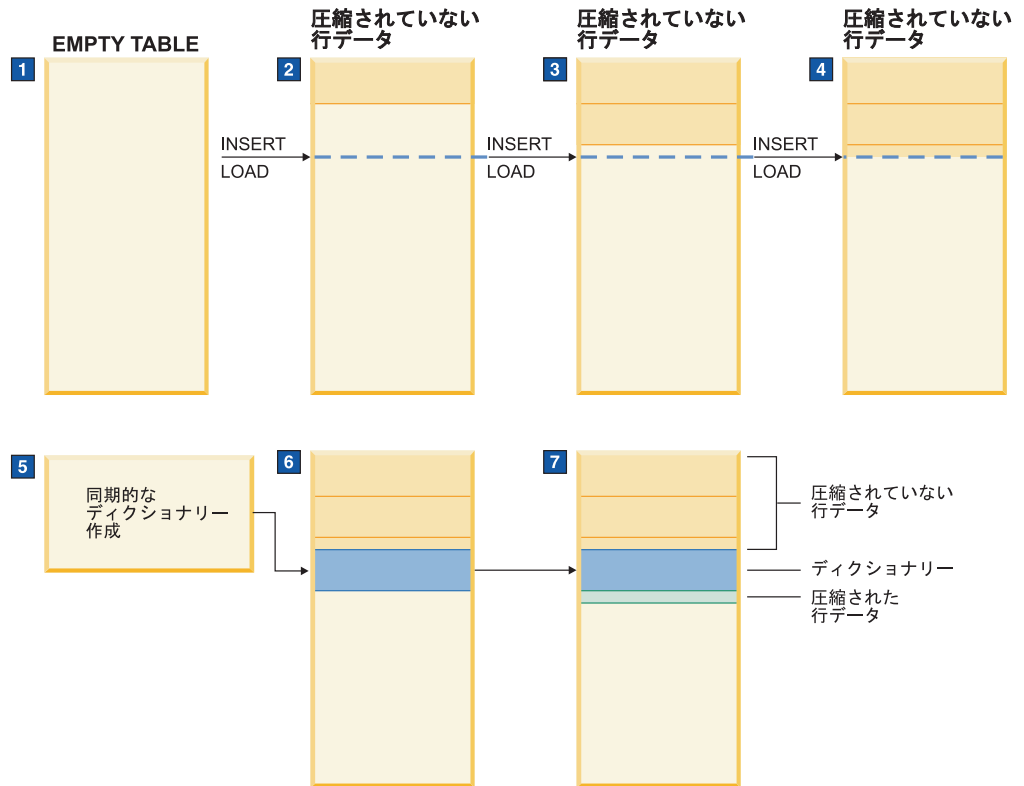 EMPTY TABLE
圧縮されていない
行データ
圧縮されていない
行データ
圧縮されていない
行データ
1
2
3
4
INSERT
LOAD
INSERT
LOAD
INSERT
LOAD
5
6
7
同期的な
ディクショナリー
作成
圧縮されていない
行データ
ディクショナリー
圧縮された
行データ